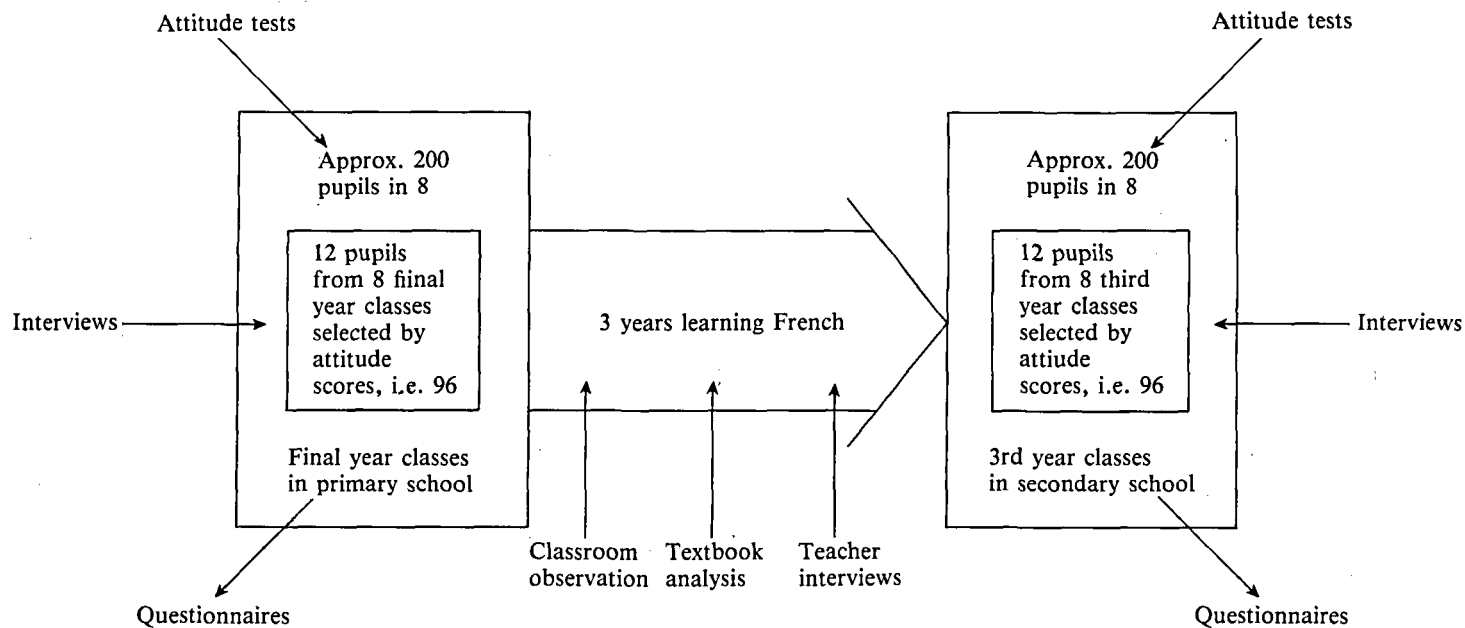 Attitude tests
Attitude tests
Approx. 200
pupils in 8
Approx. 200
pupils in 8
12 pupils
from 8 fiinal
year classes
selected by
attitude
scores, i.e. 96
12 pupils
from 8 third
year classes
selected by
attiude
scores, i.e. 96
Interviews
3 years learning French
Interviews
Final year classes
in primary school
3rd year classes
in secondary school
Classroom
observation
Textbook
analysis
Teacher
interviews
Questionnaires
Questionnaires